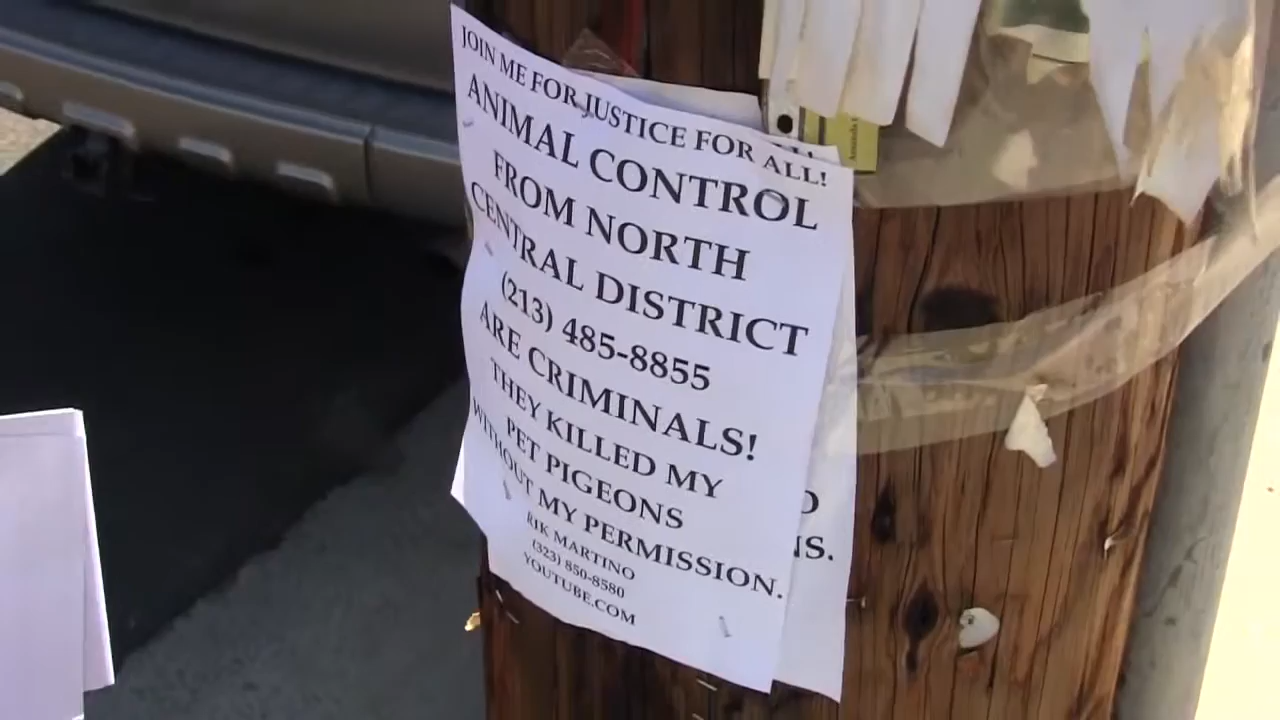 JOIN ME FOR JUSTICE FOR ALL!
ANIMAL CONTROL
FROM NORTH
CENTRAL DISTRICT
(213) 485-8855
ARE CRIMINALS!
THEY KILLED MY
PET PIGEONS
WITHOUT MY PERMISSION.
RIK MARTINO
(323) 850-8580
YOUTUBE.COM